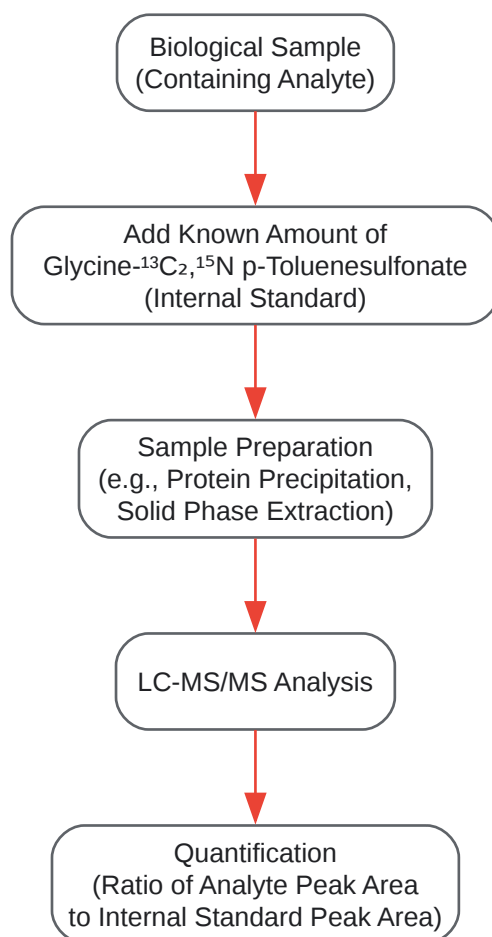 Biological Sample
(Containing Analyte)
Add Known Amount of
Glycine-¹³C₂,¹⁵N p-Toluenesulfonate
(Internal Standard)
Sample Preparation
(e.g., Protein Precipitation,
Solid Phase Extraction)
LC-MS/MS Analysis
Quantification
(Ratio of Analyte Peak Area
to Internal Standard Peak Area)